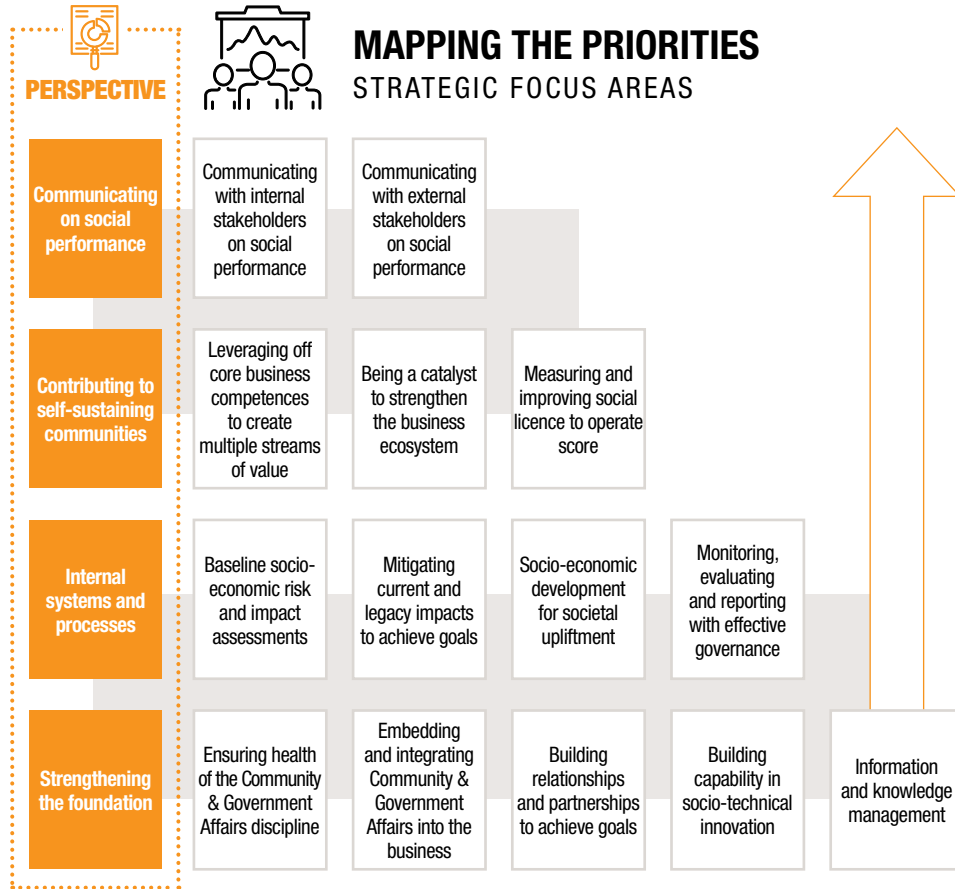 PERSPECTIVE
MAPPING THE PRIORITIES
STRATEGIC FOCUS AREAS
Communicating
on social
performance
Communicating
with internal
stakeholders
on social
performance
Communicating
with external
stakeholders
on social
performance
Contributing to
self-sustaining
communities
Leveraging off
core business
competences
to create
multiple streams
of value
Being a catalyst
to strengthen
the business
ecosystem
Measuring and
improving social
licence to operate
score
Internal
systems and
processes
Baseline socio-
economic risk
and impact
assessments
Mitigating
current and
legacy impacts
to achieve goals
Socio-economic
development
for societal
upliftment
Monitoring,
evaluating
and reporting
with effective
governance
Strengthening
the foundation
Ensuring health
of the Community
& Government
Affairs discipline
Embedding
and integrating
Community &
Government
Affairs into the
business
Building
relationships
and partnerships
to achieve goals
Building
capability in
socio-technical
innovation
Information
and knowledge
management